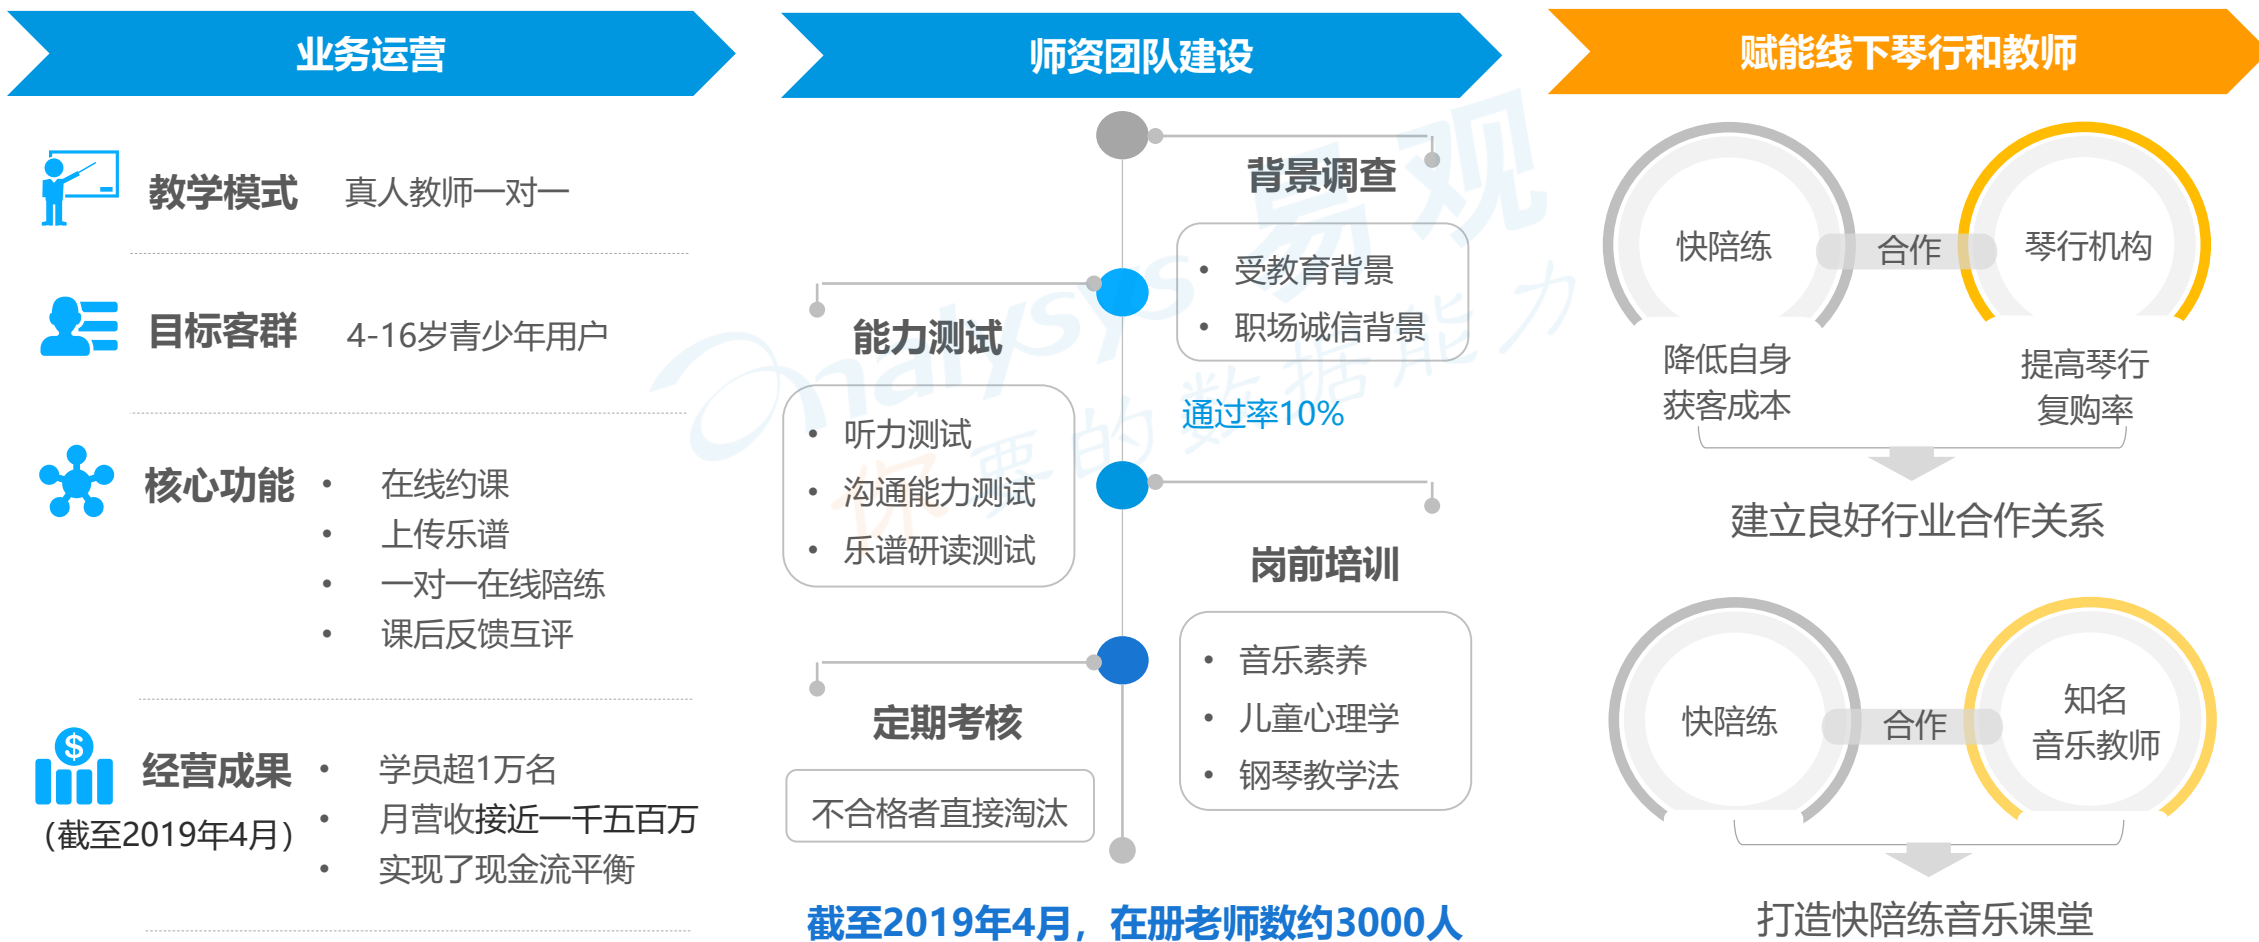 业务运营
教学模式
真人教师一对一
目标客群
4-16岁青少年用户
核心功能
• 在线约课
• 上传乐谱
• 一对一在线陪练
• 课后反馈互评
经营成果
(截至2019年4月)
• 学员超1万名
• 月营收接近一千五百万
• 实现了现金流平衡
师资团队建设
背景调查
• 受教育背景
• 职场诚信背景
能力测试
• 听力测试
• 沟通能力测试
• 乐谱研读测试
通过率10%
岗前培训
• 音乐素养
• 儿童心理学
• 钢琴教学法
定期考核
不合格者直接淘汰
截至2019年4月，在册老师数约3000人
赋能线下琴行和教师
快陪练
合作
琴行机构
降低自身
获客成本
提高琴行
复购率
建立良好行业合作关系
快陪练
合作
知名
音乐教师
打造快陪练音乐课堂
analysys 易观
你要的数据能力